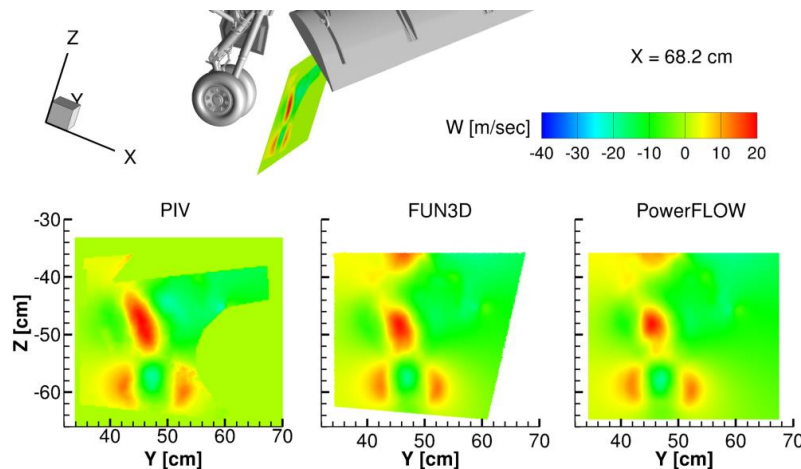 Z
Y
X
X = 68.2 cm
W [m/sec]
-40 -30 -20 -10 0 10 20
PIV
FUN3D
PowerFLOW
-30
-40
-50
-60
Z [cm]
40 50 60 70
40 50 60 70
40 50 60 70
Y [cm]
Y [cm]
Y [cm]